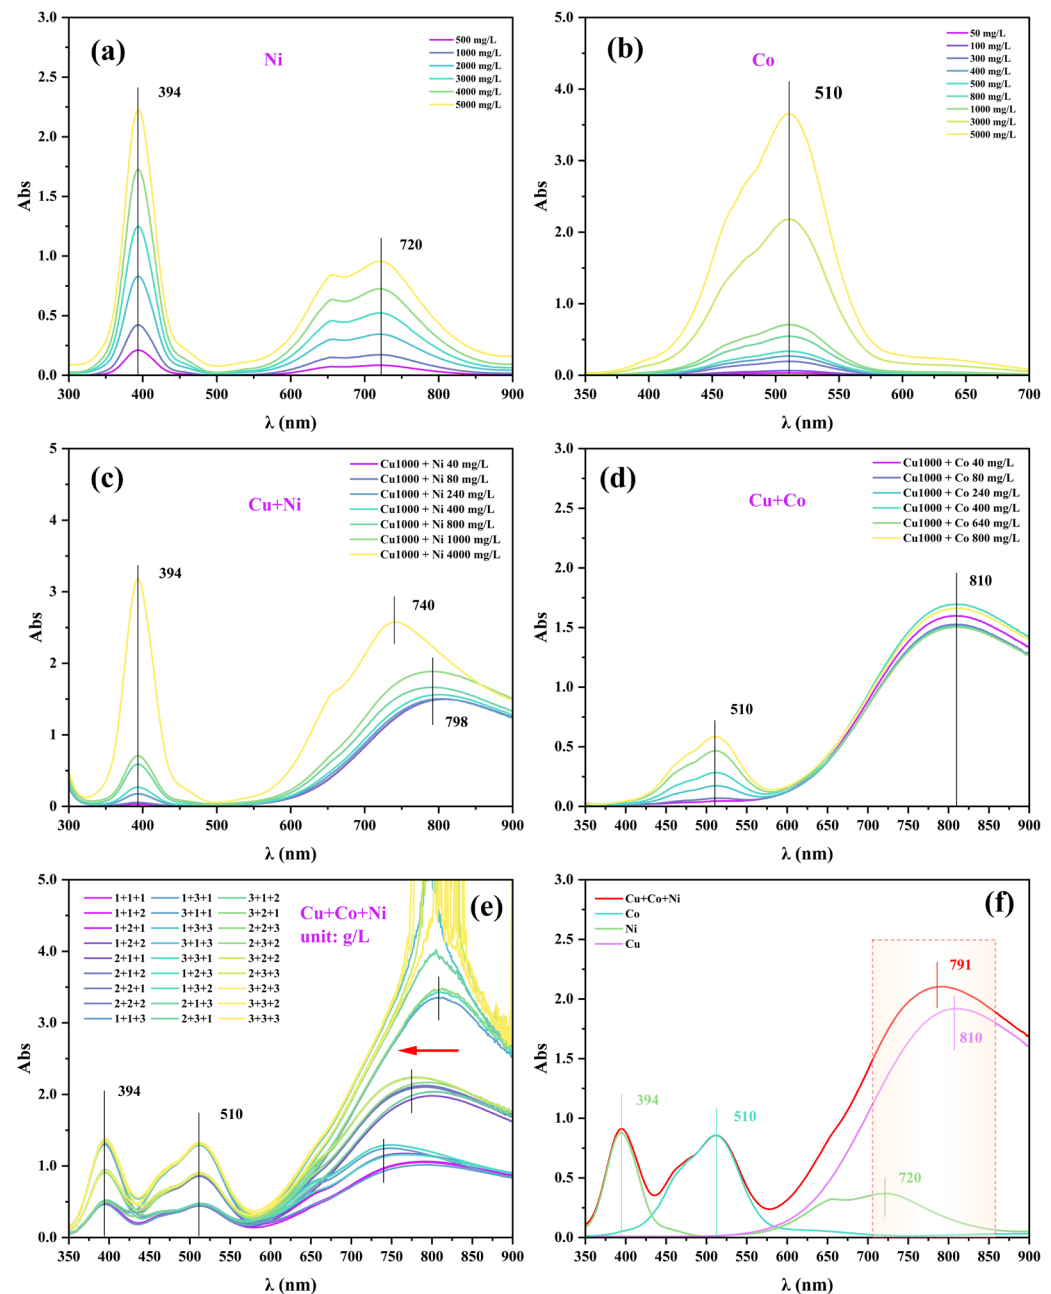 (a)
Ni
500 mg/L
1000 mg/L
2000 mg/L
3000 mg/L
4000 mg/L
5000 mg/L
394
720
3.0
2.5
2.0
1.5
1.0
0.5
0.0
Abs
300 400 500 600 700 800 900
λ (nm)
(b)
Co
50 mg/L
100 mg/L
300 mg/L
400 mg/L
500 mg/L
800 mg/L
1000 mg/L
3000 mg/L
5000 mg/L
510
5.0
4.0
3.0
2.0
1.0
0.0
Abs
350 400 450 500 550 600 650 700
λ (nm)
(c)
Cu+Ni
Cu1000 + Ni 40 mg/L
Cu1000 + Ni 80 mg/L
Cu1000 + Ni 240 mg/L
Cu1000 + Ni 400 mg/L
Cu1000 + Ni 800 mg/L
Cu1000 + Ni 1000 mg/L
Cu1000 + Ni 4000 mg/L
394
740
798
5
4
3
2
1
0
Abs
300 400 500 600 700 800 900
λ (nm)
(d)
Cu+Co
Cu1000 + Co 40 mg/L
Cu1000 + Co 80 mg/L
Cu1000 + Co 240 mg/L
Cu1000 + Co 400 mg/L
Cu1000 + Co 640 mg/L
Cu1000 + Co 800 mg/L
510
810
3.0
2.5
2.0
1.5
1.0
0.5
0.0
Abs
350 400 450 500 550 600 650 700 750 800 850 900
λ (nm)
(e)
Cu+Co+Ni
unit: g/L
1+1+1 1+3+1 3+1+2
1+1+2 3+1+1 3+2+1
1+2+1 1+3+3 2+2+3
1+2+2 3+1+3 2+3+2
2+1+1 3+3+1 3+2+2
2+1+2 1+2+3 2+3+3
2+2+1 1+3+2 3+2+3
2+2+2 2+1+3 3+3+2
1+1+3 2+3+1 3+3+3
394
510
5.0
4.0
3.0
2.0
1.0
0.0
Abs
350 400 450 500 550 600 650 700 750 800 850 900
λ (nm)
(f)
Cu+Co+Ni
Co
Ni
Cu
394
510
720
791
810
3.0
2.5
2.0
1.5
1.0
0.5
0.0
Abs
350 400 450 500 550 600 650 700 750 800 850 900
λ (nm)